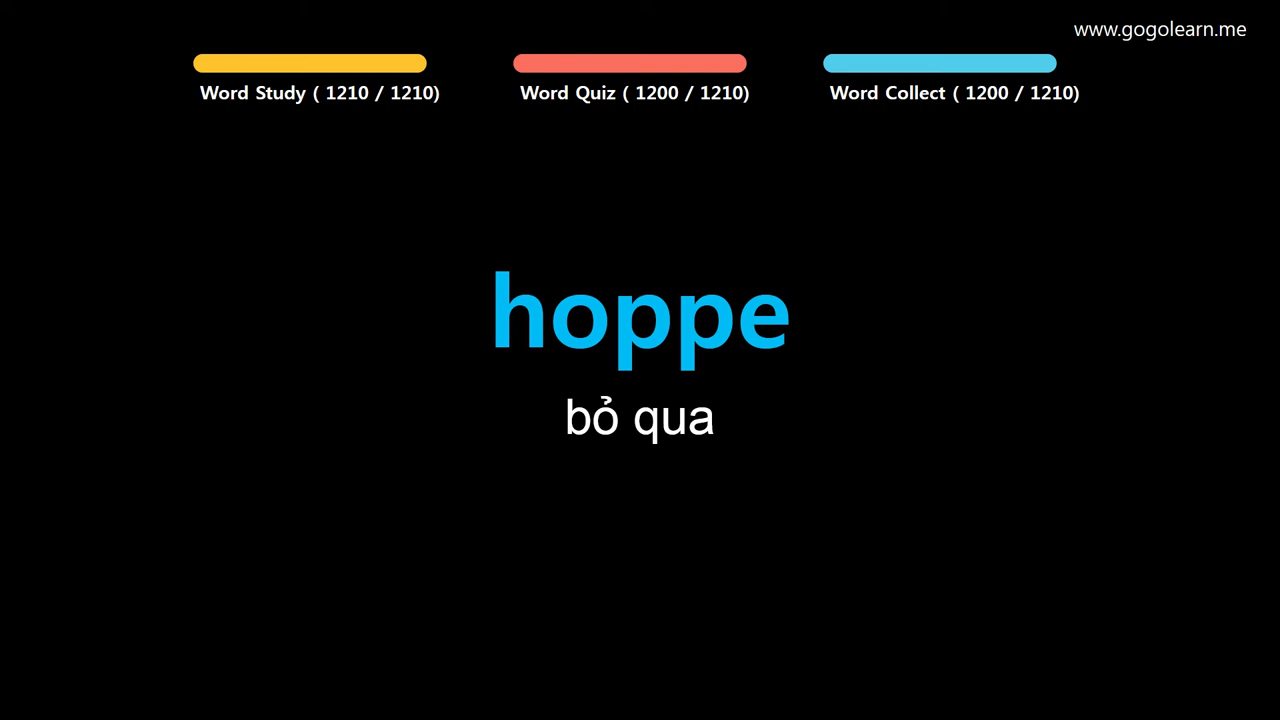 www.gogolearn.me
Word Study ( 1210 / 1210)
Word Quiz ( 1200 / 1210)
Word Collect ( 1200 / 1210)
hoppe
bỏ qua